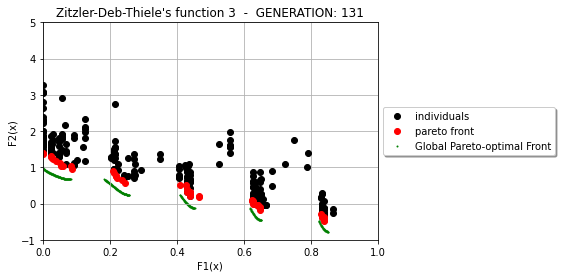 Zitzler-Deb-Thiele's function 3 - GENERATION: 131
5
4
3
2
1
0
−1
F2(x)
0.0 0.2 0.4 0.6 0.8 1.0
F1(x)
individuals
pareto front
Global Pareto-optimal Front